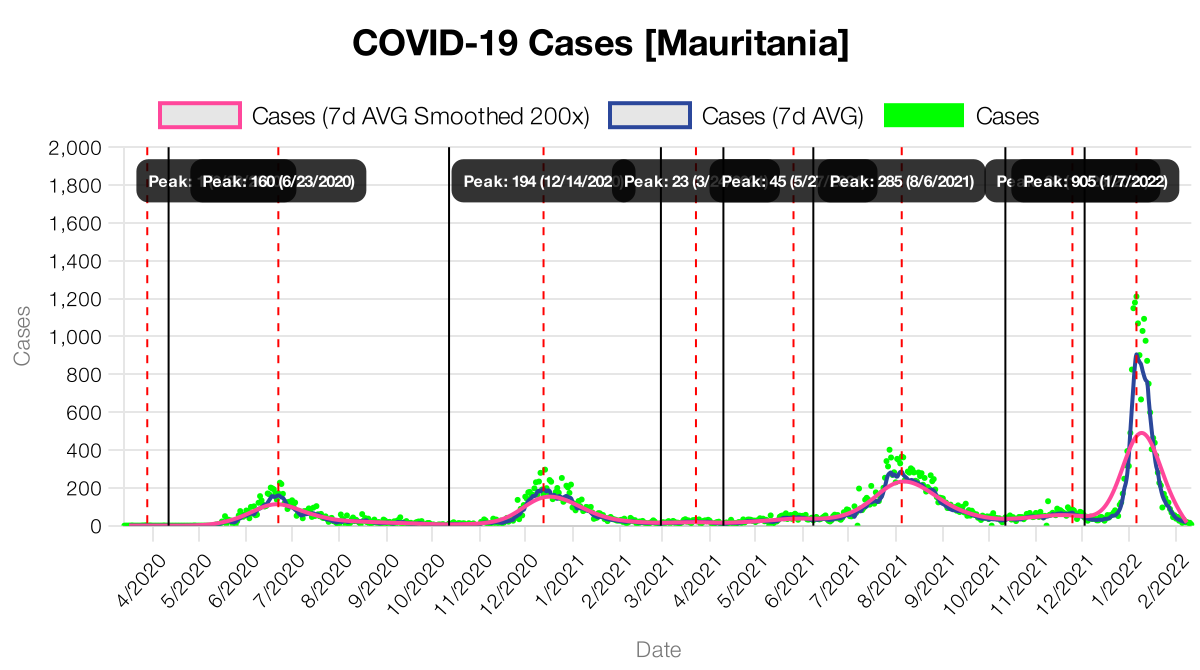 COVID-19 Cases [Mauritania]
Cases (7d AVG Smoothed 200x) Cases (7d AVG) Cases
2,000
1,800
1,600
1,400
1,200
1,000
800
600
400
200
0
Peak: Peak: 160 (6/23/2020) Peak: 194 (12/14/2020) Peak: 23 (3/ Peak: 45 (5/27 Peak: 285 (8/6/2021) Peak: 905 (1/7/2022)
Cases
4/2020 5/2020 6/2020 7/2020 8/2020 9/2020 10/2020 11/2020 12/2020 1/2021 2/2021 3/2021 4/2021 5/2021 6/2021 7/2021 8/2021 9/2021 10/2021 11/2021 12/2021 1/2022 2/2022
Date